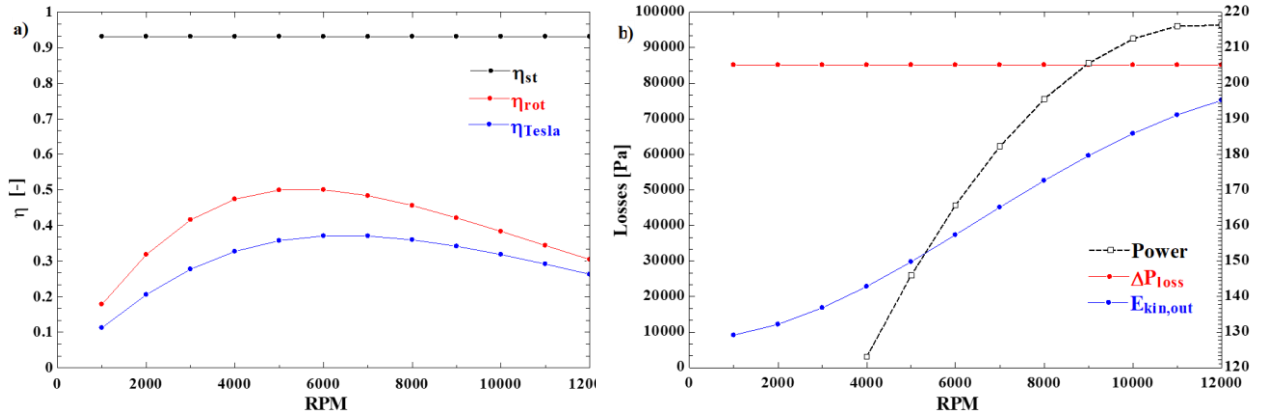 a)
η [-]
1
0.9
0.8
0.7
0.6
0.5
0.4
0.3
0.2
0.1
0
ηst
ηrot
ηTesla
0 2000 4000 6000 8000 10000 1200
RPM
b)
Losses [Pa]
100000
90000
80000
70000
60000
50000
40000
30000
20000
10000
0
220
210
200
190
180
170
160
150
140
130
120
Power
ΔPloss
Ekin,out
0 2000 4000 6000 8000 10000 12000
RPM